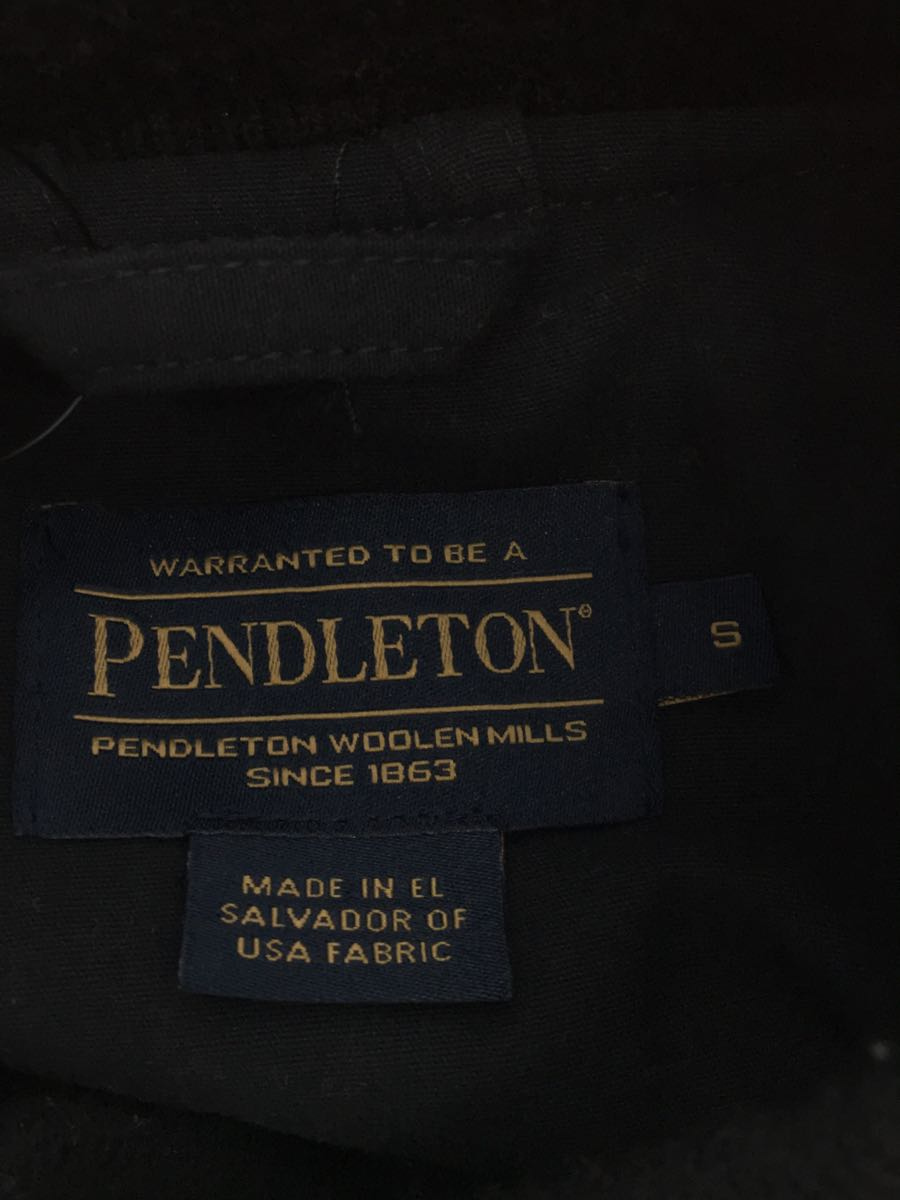 WARRANTED TO BE A
PENDLETON®
S
PENDLETON WOOLEN MILLS
SINCE 1863
MADE IN EL
SALVADOR OF
USA FABRIC